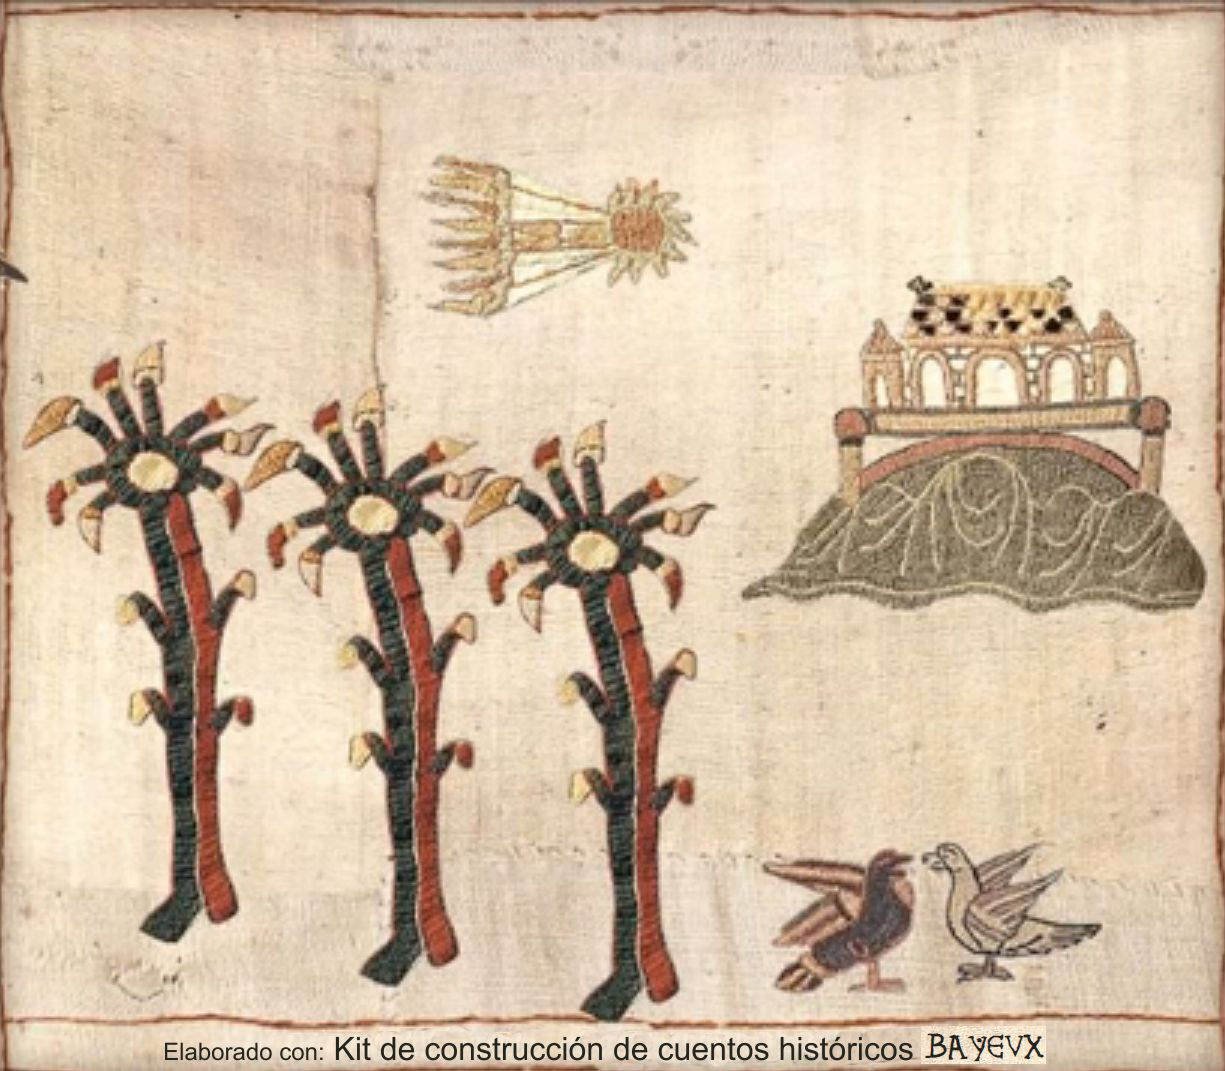 Elaborado con: Kit de construcción de cuentos históricos BAYEVX